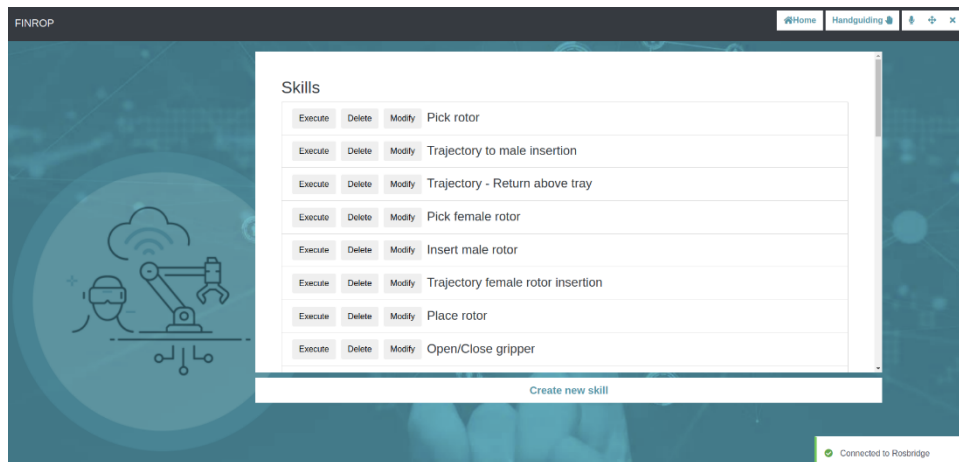 FINROP
Home
Handguiding
Skills
Execute Delete Modify Pick rotor
Execute Delete Modify Trajectory to male insertion
Execute Delete Modify Trajectory - Return above tray
Execute Delete Modify Pick female rotor
Execute Delete Modify Insert male rotor
Execute Delete Modify Trajectory female rotor insertion
Execute Delete Modify Place rotor
Execute Delete Modify Open/Close gripper
Create new skill
Connected to Rosbridge